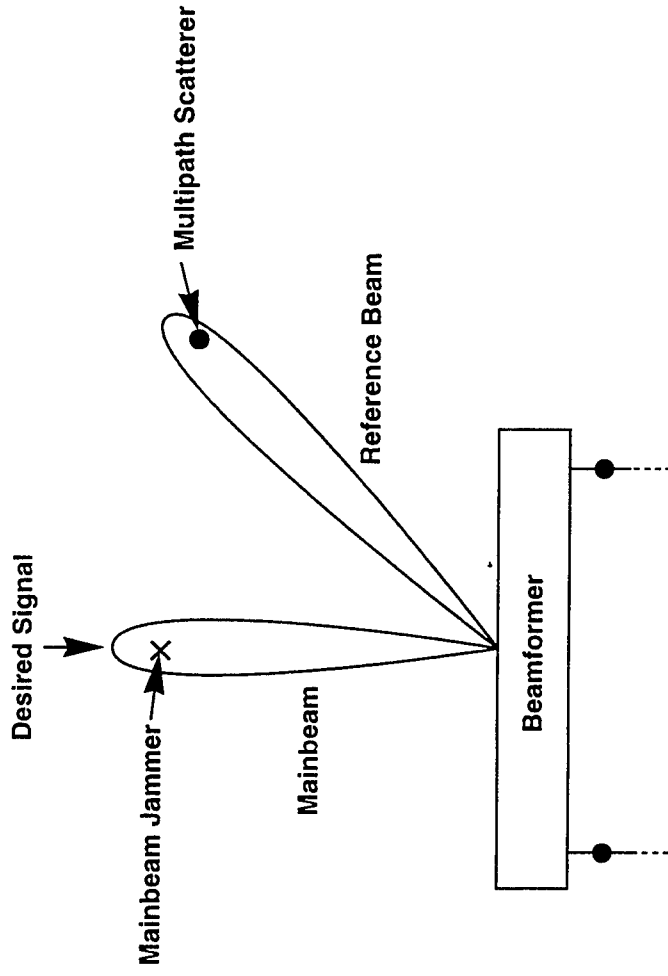 Desired Signal
Mainbeam Jammer
Multipath Scatterer
Mainbeam
Reference Beam
Beamformer